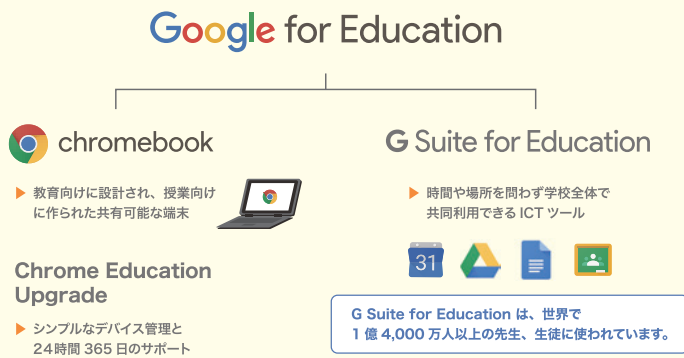 Google for Education
chromebook
G Suite for Education
▶ 教育向けに設計され、授業向け
に作られた共有可能な端末
▶ 時間や場所を問わず学校全体で
共同利用できる ICT ツール
31
Chrome Education
Upgrade
▶ シンプルなデバイス管理と
24時間 365 日のサポート
G Suite for Education は、世界で
1 億 4,000 万人以上の先生、生徒に使われています。